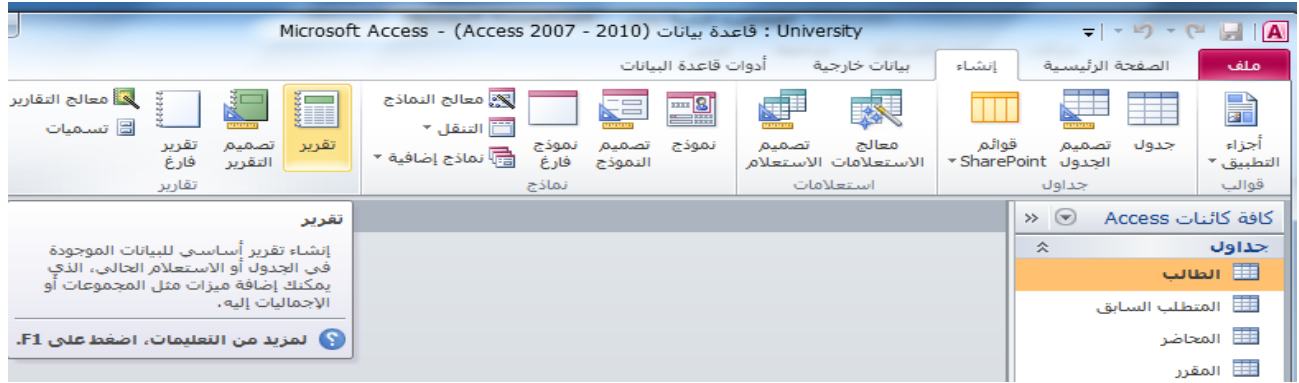 University : قاعدة بيانات (Access 2007 - 2010) - Microsoft Access
ملف
الصفحة الرئيسية
إنشاء
بيانات خارجية
أدوات قاعدة البيانات
أجزاء
التطبيق
قوالب
جدول
تصميم
الجدول
قوائم
SharePoint
جداول
معالج
الاستعلامات
تصميم
الاستعلام
استعلامات
نموذج
تصميم
النموذج
نموذج
فارغ
معالج النماذج
التنقل
نماذج إضافية
نماذج
تقرير
تصميم
التقرير
تقرير
فارغ
معالج التقارير
تسميات
تقارير
كافة كائنات Access
جداول
الطالب
المتطلب السابق
المحاضر
المقرر
تقرير
إنشاء تقرير أساسي للبيانات الموجودة
في الجدول أو الاستعلام الحالي، الذي
يمكنك إضافة ميزات مثل المجموعات أو
الإجماليات إليه.
لمزيد من التعليمات، اضغط على F1.